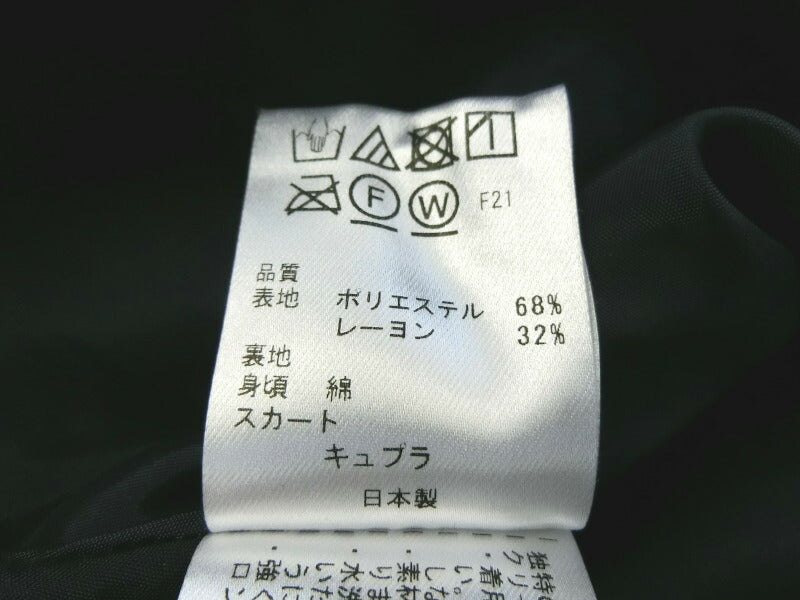 F W F21
品質
表地 ポリエステル 68%
レーヨン 32%
裏地
身頃 綿
スカート
キュプラ
日本製